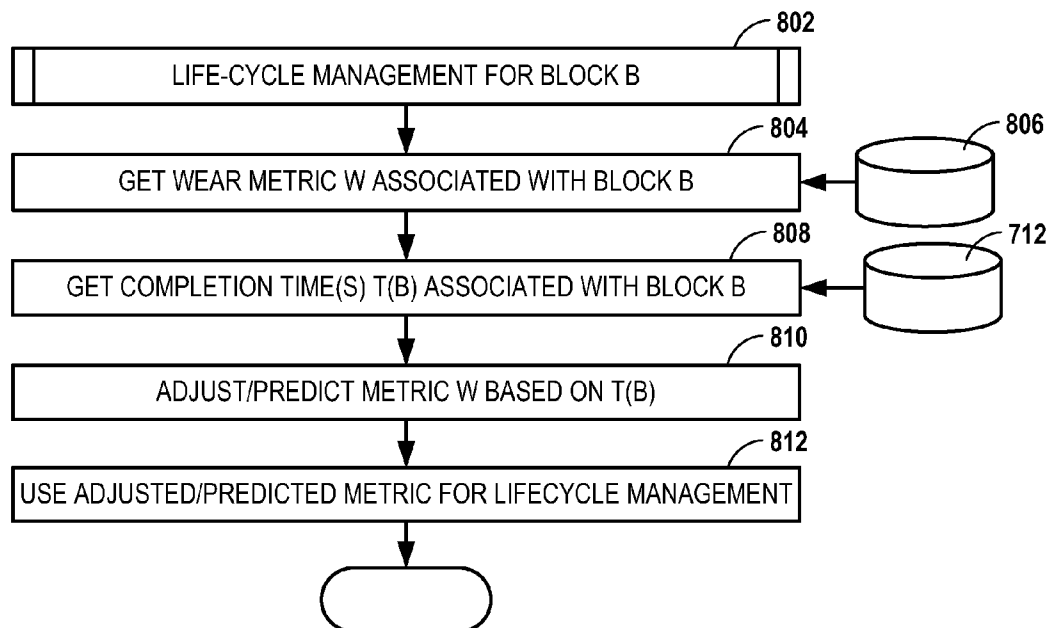 802
LIFE-CYCLE MANAGEMENT FOR BLOCK B
804
806
GET WEAR METRIC W ASSOCIATED WITH BLOCK B
808
712
GET COMPLETION TIME(S) T(B) ASSOCIATED WITH BLOCK B
810
ADJUST/PREDICT METRIC W BASED ON T(B)
812
USE ADJUSTED/PREDICTED METRIC FOR LIFECYCLE MANAGEMENT